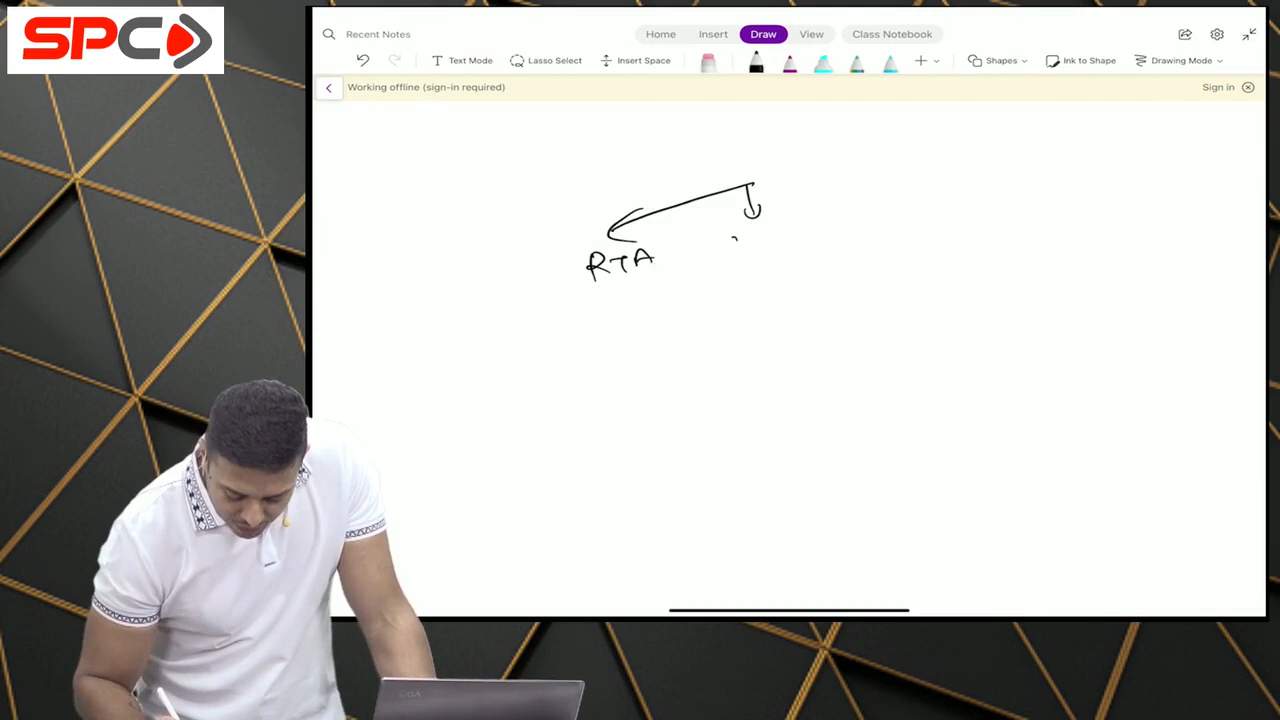 SPC
Recent Notes
Home Insert Draw View Class Notebook
Text Mode Lasso Select Insert Space Shapes Ink to Shape Drawing Mode
Working offline (sign-in required) Sign in
RTA